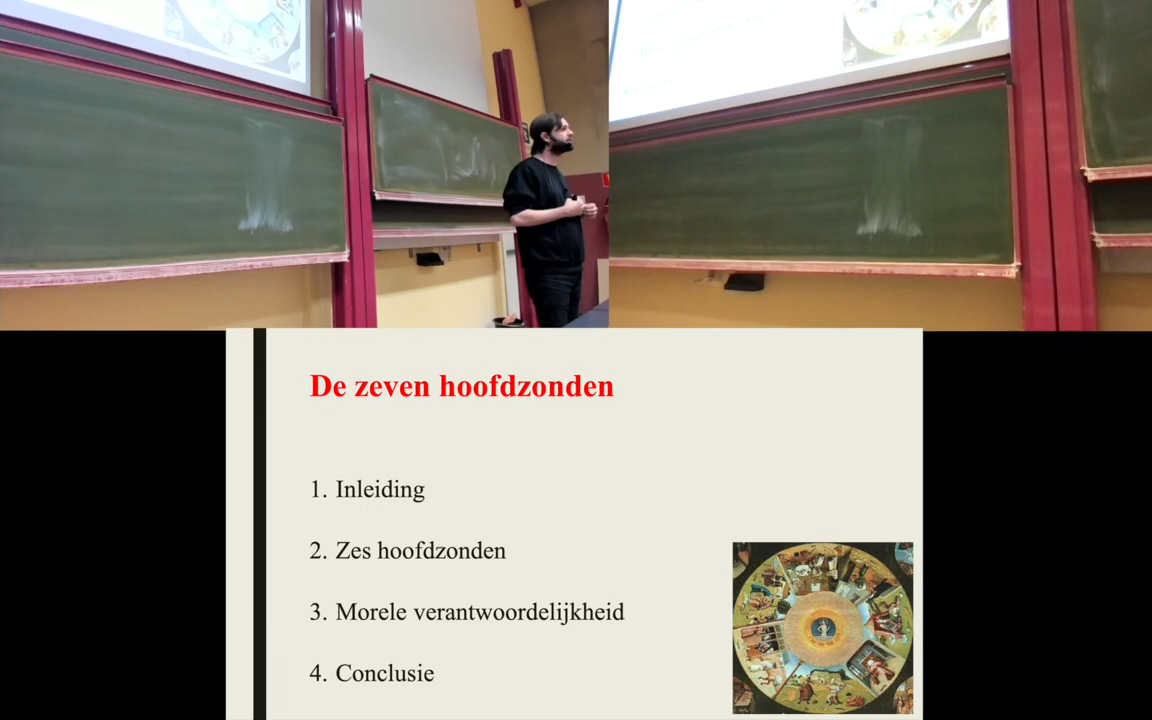 De zeven hoofdzonden
1. Inleiding
2. Zes hoofdzonden
3. Morele verantwoordelijkheid
4. Conclusie